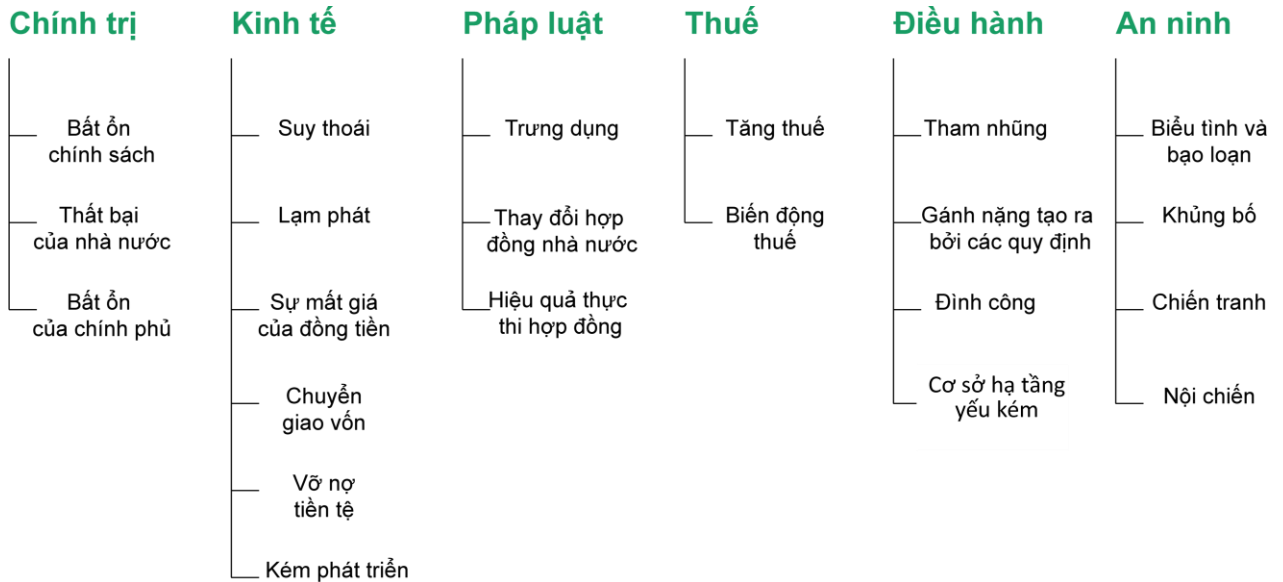 Chính trị
Bất ổn
chính sách
Thất bại
của nhà nước
Bất ổn
của chính phủ
Kinh tế
Suy thoái
Lạm phát
Sự mất giá
của đồng tiền
Chuyển
giao vốn
Vỡ nợ
tiền tệ
Kém phát triển
Pháp luật
Trưng dụng
Thay đổi hợp
đồng nhà nước
Hiệu quả thực
thi hợp đồng
Thuế
Tăng thuế
Biến động
thuế
Điều hành
Tham nhũng
Gánh nặng tạo ra
bởi các quy định
Đình công
Cơ sở hạ tầng
yếu kém
An ninh
Biểu tình và
bạo loạn
Khủng bố
Chiến tranh
Nội chiến